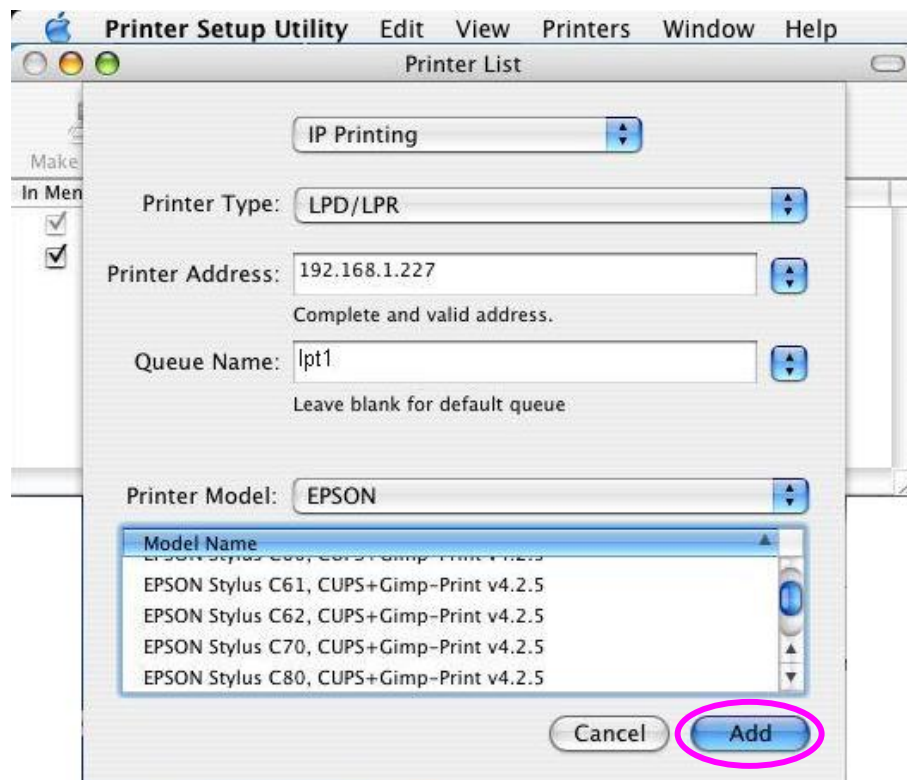 Printer Setup Utility Edit View Printers Window Help
Printer List
Make
In Men
IP Printing
Printer Type: LPD/LPR
Printer Address: 192.168.1.227
Complete and valid address.
Queue Name: lpt1
Leave blank for default queue
Printer Model: EPSON
Model Name
EPSON Stylus C61, CUPS+Gimp-Print v4.2.5
EPSON Stylus C62, CUPS+Gimp-Print v4.2.5
EPSON Stylus C70, CUPS+Gimp-Print v4.2.5
EPSON Stylus C80, CUPS+Gimp-Print v4.2.5
Cancel Add